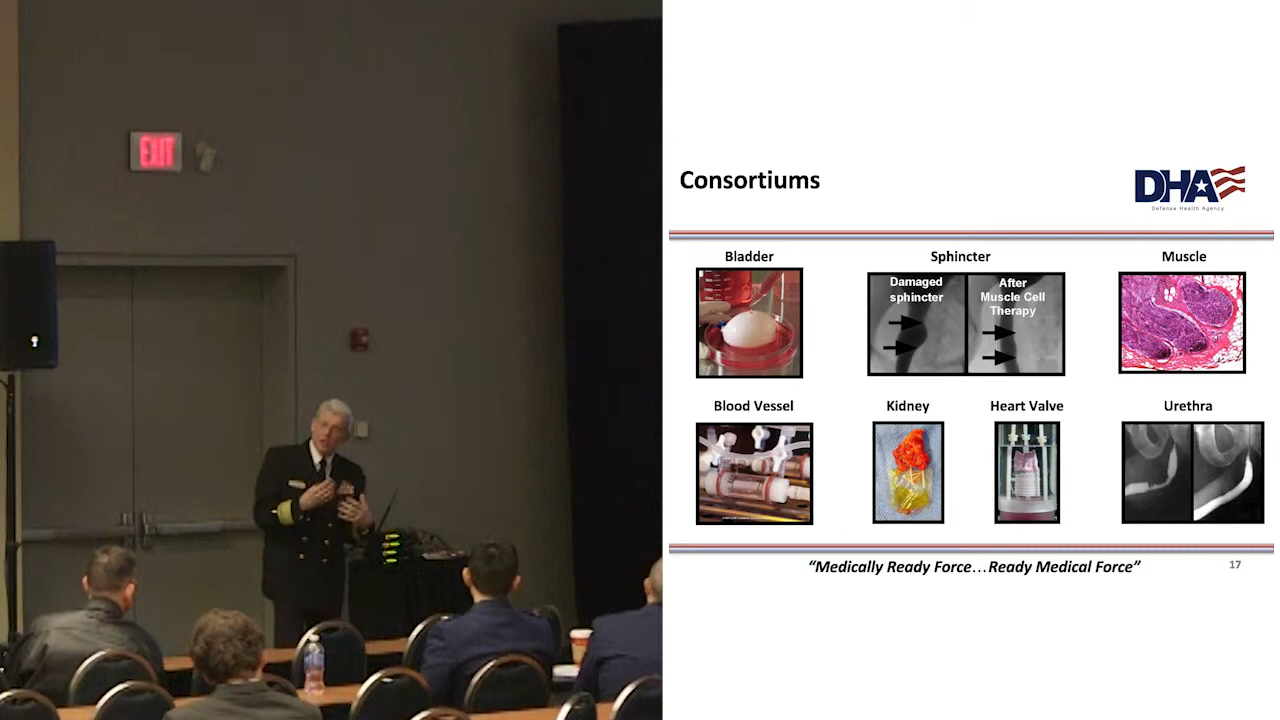 EXIT
Consortiums
DHA
Defense Health Agency
Bladder
Sphincter
Muscle
Damaged
sphincter
After
Muscle Cell
Therapy
Blood Vessel
Kidney
Heart Valve
Urethra
“Medically Ready Force…Ready Medical Force”
17